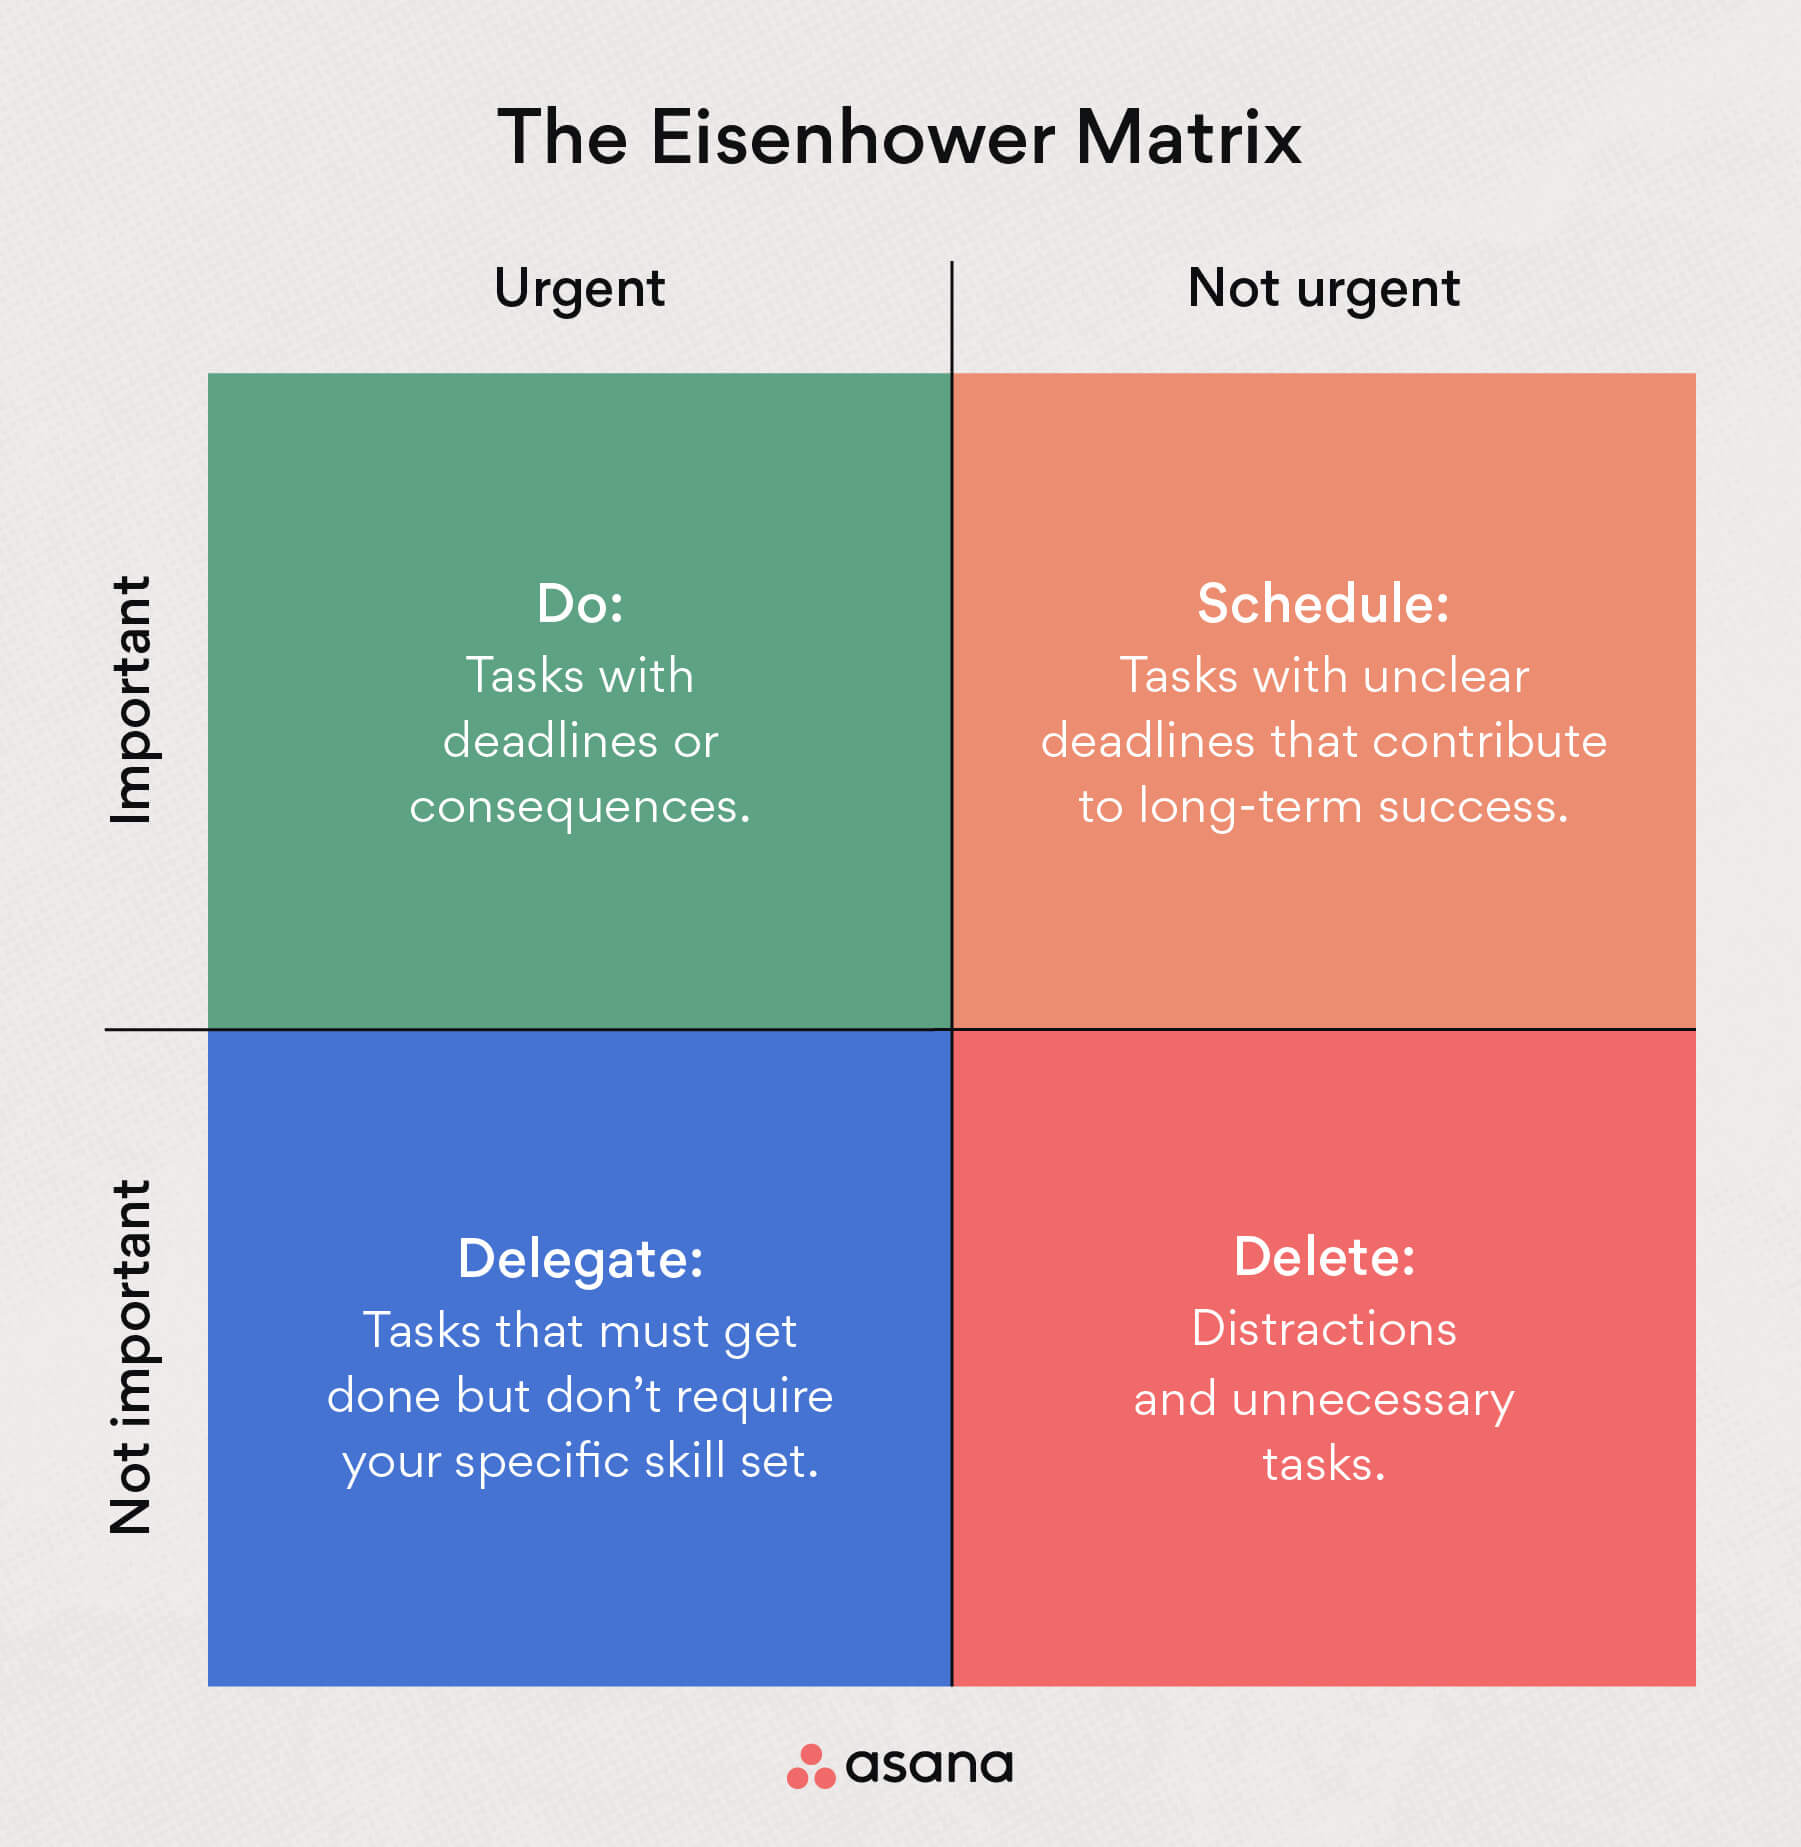 The Eisenhower Matrix
Urgent
Not urgent
Important
Do:
Tasks with
deadlines or
consequences.
Schedule:
Tasks with unclear
deadlines that contribute
to long-term success.
Not important
Delegate:
Tasks that must get
done but don’t require
your specific skill set.
Delete:
Distractions
and unnecessary
tasks.
asana